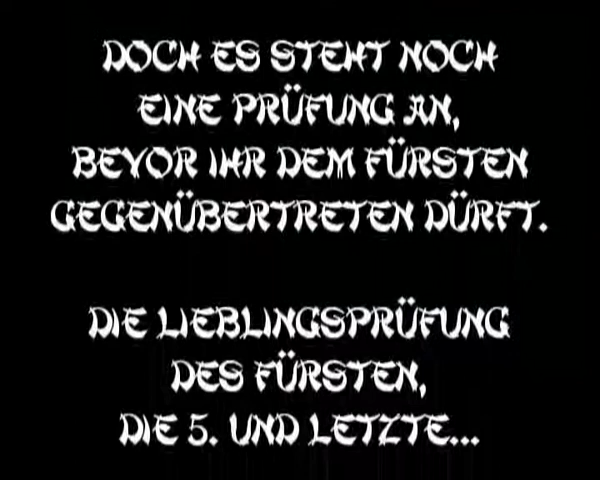 DOCH ES STEHT NOCH
EINE PRÜFUNG AN,
BEVOR IHR DEM FÜRSTEN
GEGENÜBERTRETEN DÜRFT.
DIE LIEBLINGSPRÜFUNG
DES FÜRSTEN,
DIE 5. UND LETZTE...